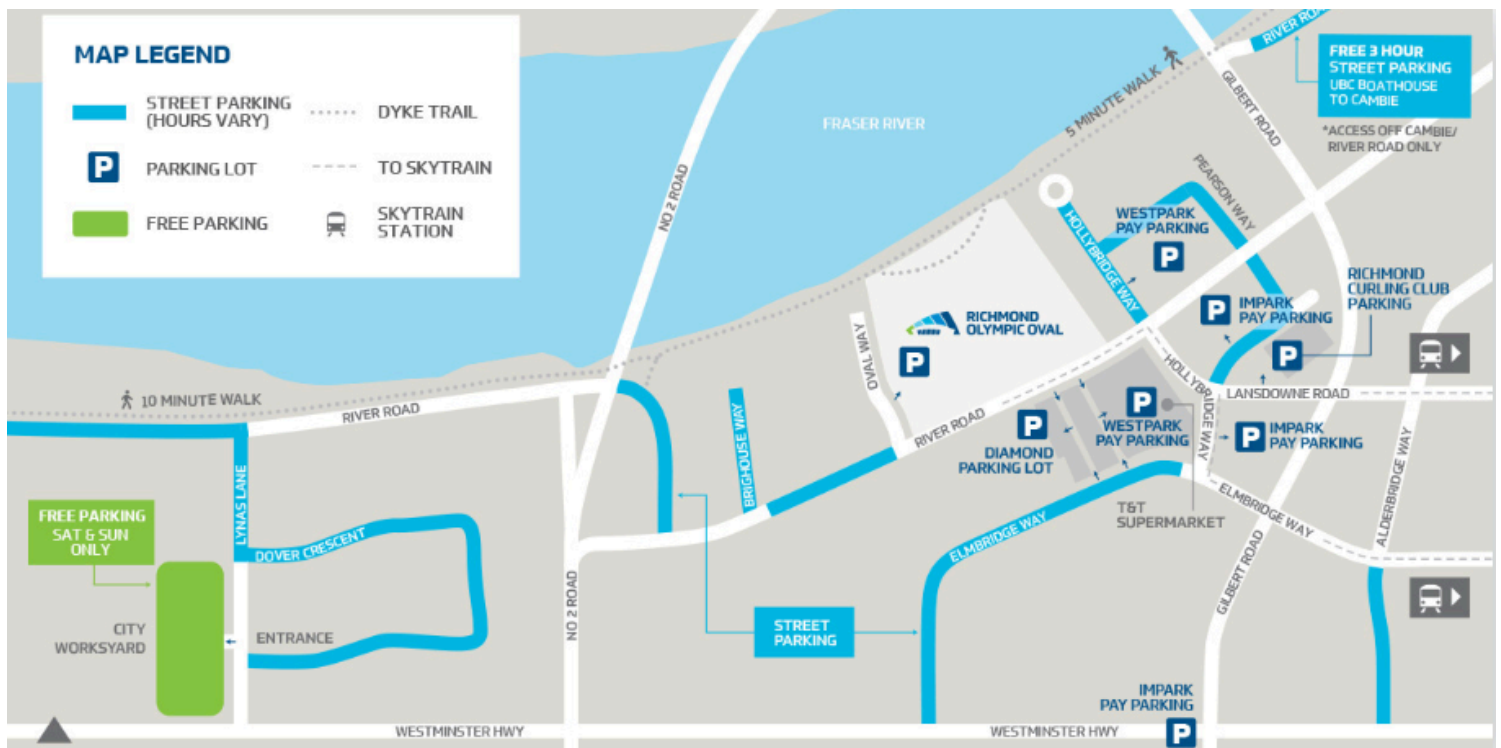 MAP LEGEND
STREET PARKING
(HOURS VARY)
DYKE TRAIL
P
PARKING LOT
TO SKYTRAIN
FREE PARKING
SKYTRAIN
STATION
FRASER RIVER
NO 2 ROAD
5 MINUTE WALK
GILBERT ROAD
RIVER ROAD
FREE 3 HOUR
STREET PARKING
UBC BOATHOUSE
TO CAMBIE
*ACCESS OFF CAMBIE/
RIVER ROAD ONLY
PEARSON WAY
HOLLYBRIDGE WAY
WESTPARK
PAY PARKING
P
RICHMOND
CURLING CLUB
PARKING
P
IMPARK
PAY PARKING
P
RICHMOND
OLYMPIC OVAL
P
OVAL WAY
10 MINUTE WALK
RIVER ROAD
BRIGHOUSE WAY
RIVER ROAD
HOLLYBRIDGE WAY
LANSDOWNE ROAD
P
WESTPARK
PAY PARKING
P
DIAMOND
PARKING LOT
P
IMPARK
PAY PARKING
T&T
SUPERMARKET
ELMBRIDGE WAY
ELMBRIDGE WAY
ALDERBRIDGE WAY
GILBERT ROAD
FREE PARKING
SAT & SUN
ONLY
LYNAS LANE
DOVER CRESCENT
CITY
WORKSYARD
ENTRANCE
NO 2 ROAD
STREET
PARKING
IMPARK
PAY PARKING
P
WESTMINSTER HWY
WESTMINSTER HWY